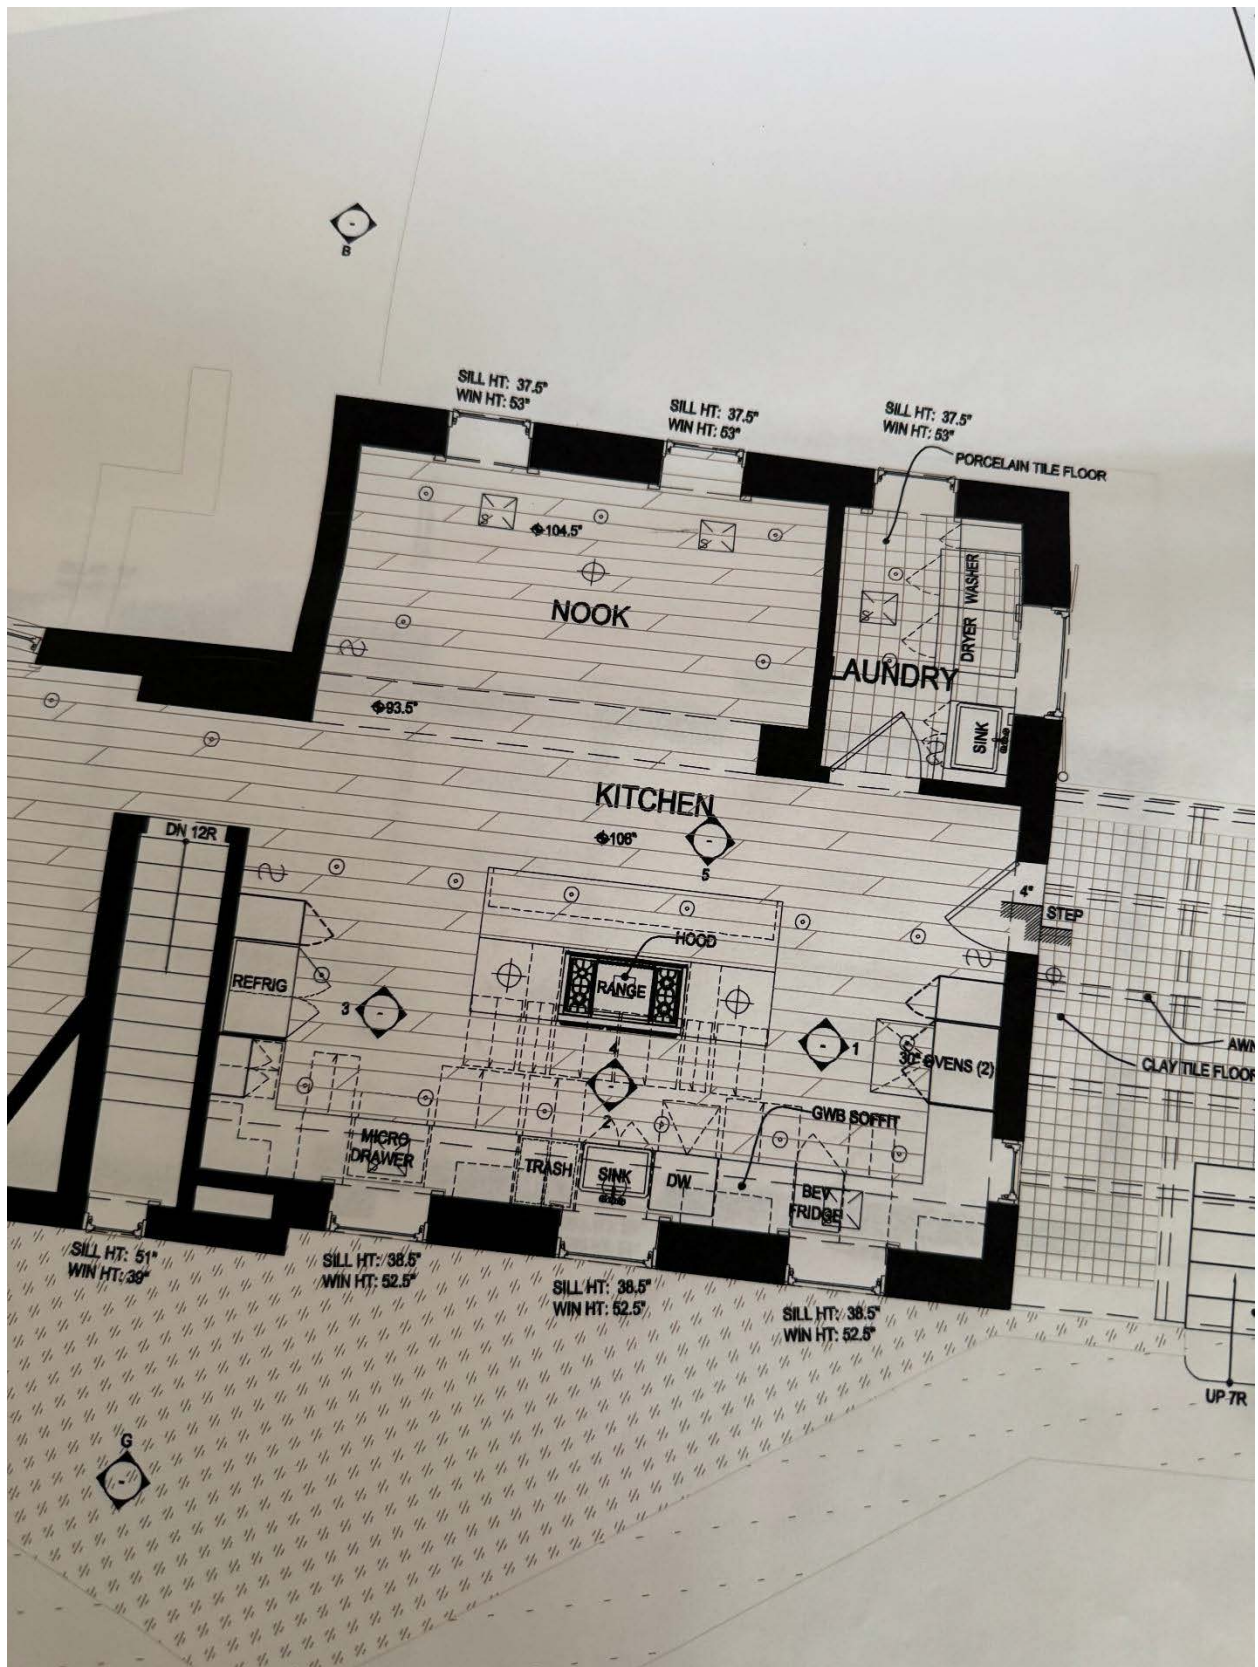 B
SILL HT: 37.5"
WIN HT: 53"
SILL HT: 37.5"
WIN HT: 53"
SILL HT: 37.5"
WIN HT: 53"
PORCELAIN TILE FLOOR
S
S
104.5"
NOOK
WASHER
DRYER
LAUNDRY
93.5"
SINK
KITCHEN
106"
5
DN 12R
4"
STEP
HOOD
REFRIG
RANGE
3
1
4
2
30" OVENS (2)
AWN
CLAY TILE FLOOR
GWB SOFFIT
MICRO
DRAWER
TRASH
SINK
DW
BEV
FRIDGE
SILL HT: 51"
WIN HT: 39"
SILL HT: 38.5"
WIN HT: 52.5"
SILL HT: 38.5"
WIN HT: 52.5"
SILL HT: 38.5"
WIN HT: 52.5"
UP 7R
G